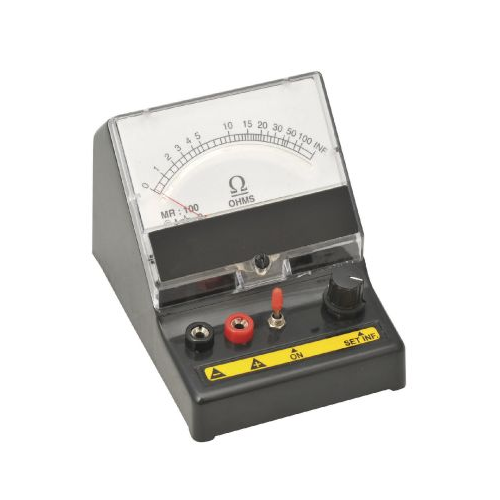 0 1 2 3 4 5 10 15 20 30 50 100 INF
Ω
OHMS
MR : 100
- + ON SET INF.